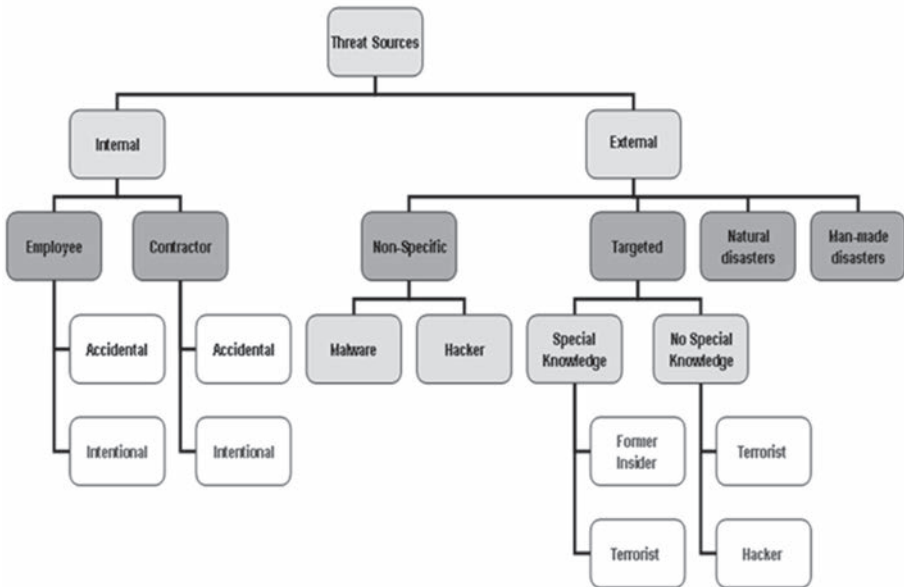 Threat Sources
Internal
External
Employee
Contractor
Non-Specific
Targeted
Natural
disasters
Man-made
disasters
Accidental
Accidental
Malware
Hacker
Special
Knowledge
No Special
Knowledge
Intentional
Intentional
Former
Insider
Terrorist
Terrorist
Hacker